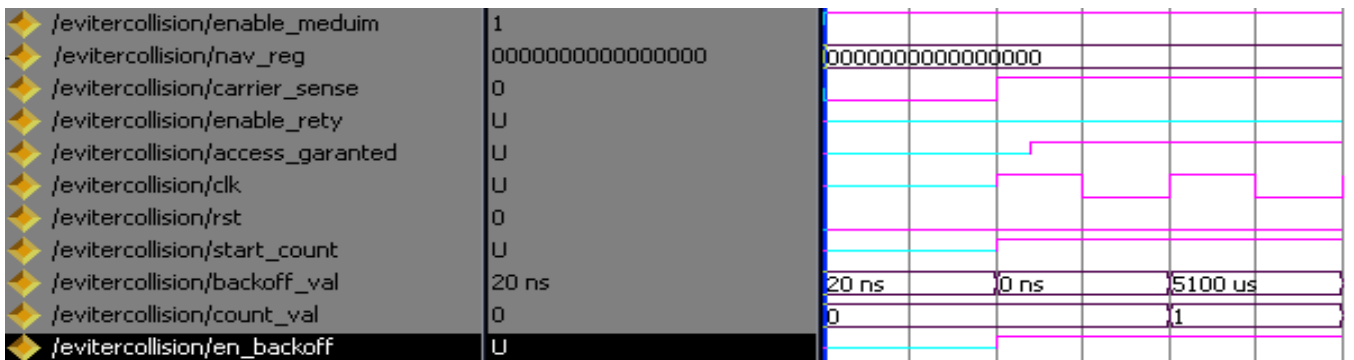 /evitercollision/enable_meduim 1
/evitercollision/nav_reg 0000000000000000 0000000000000000
/evitercollision/carrier_sense 0
/evitercollision/enable_rety U
/evitercollision/access_garanted U
/evitercollision/clk U
/evitercollision/rst 0
/evitercollision/start_count U
/evitercollision/backoff_val 20 ns 20 ns 0 ns 5100 us
/evitercollision/count_val 0 0 1
/evitercollision/en_backoff U